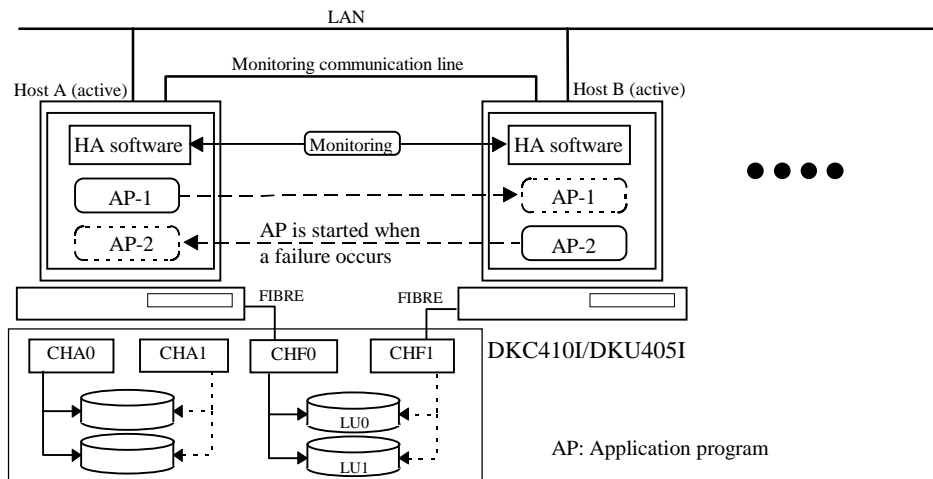 LAN
Monitoring communication line
Host A (active)
Host B (active)
HA software
Monitoring
HA software
AP-1
AP-1
AP-2
AP is started when
a failure occurs
AP-2
FIBRE
FIBRE
CHA0
CHA1
CHF0
CHF1
DKC410I/DKU405I
LU0
LU1
AP: Application program